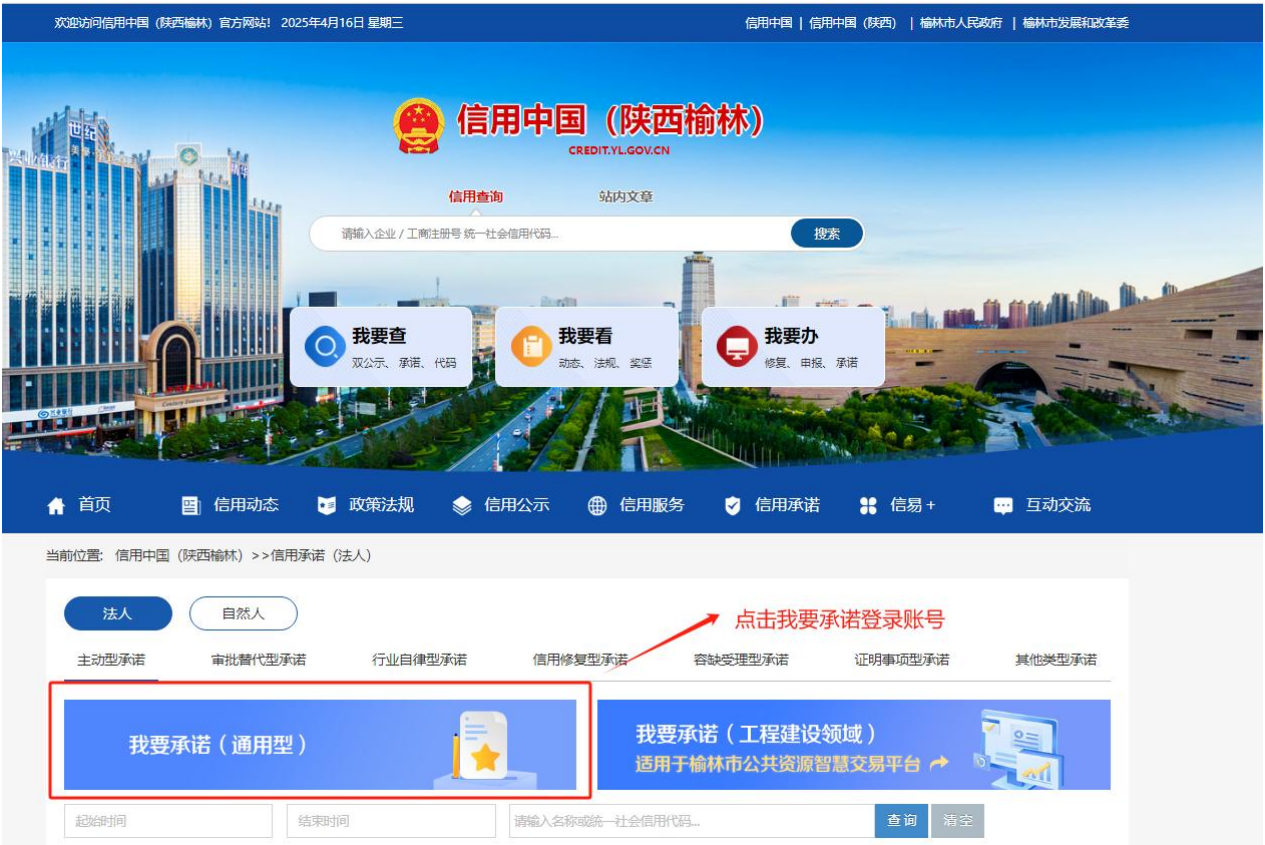 欢迎访问信用中国（陕西榆林）官方网站！ 2025年4月16日 星期三
信用中国 | 信用中国（陕西） | 榆林市人民政府 | 榆林市发展和改革委
世纪
信用中国（陕西榆林）
CREDIT.YL.GOV.CN
信用查询 站内文章
请输入企业 / 工商注册号 统一社会信用代码...
搜索
我要查
双公示、承诺、代码
我要看
动态、法规、奖惩
我要办
修复、申报、承诺
首页 信用动态 政策法规 信用公示 信用服务 信用承诺 信易+ 互动交流
当前位置: 信用中国（陕西榆林）>>信用承诺（法人）
法人 自然人
点击我要承诺登录账号
主动型承诺 审批替代型承诺 行业自律型承诺 信用修复型承诺 容缺受理型承诺 证明事项型承诺 其他类型承诺
我要承诺（通用型）
我要承诺（工程建设领域）
适用于榆林市公共资源智慧交易平台
起始时间 结束时间 请输入名称或统一社会信用代码... 查询 清空